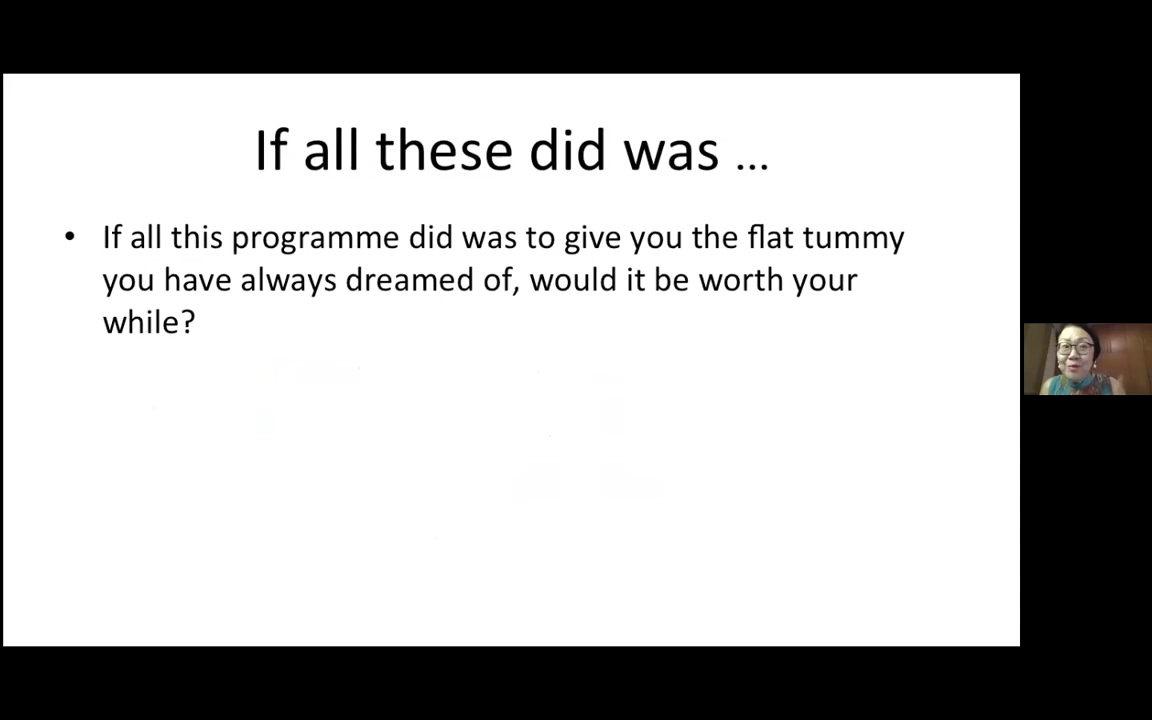 If all these did was ...
• If all this programme did was to give you the flat tummy
you have always dreamed of, would it be worth your
while?